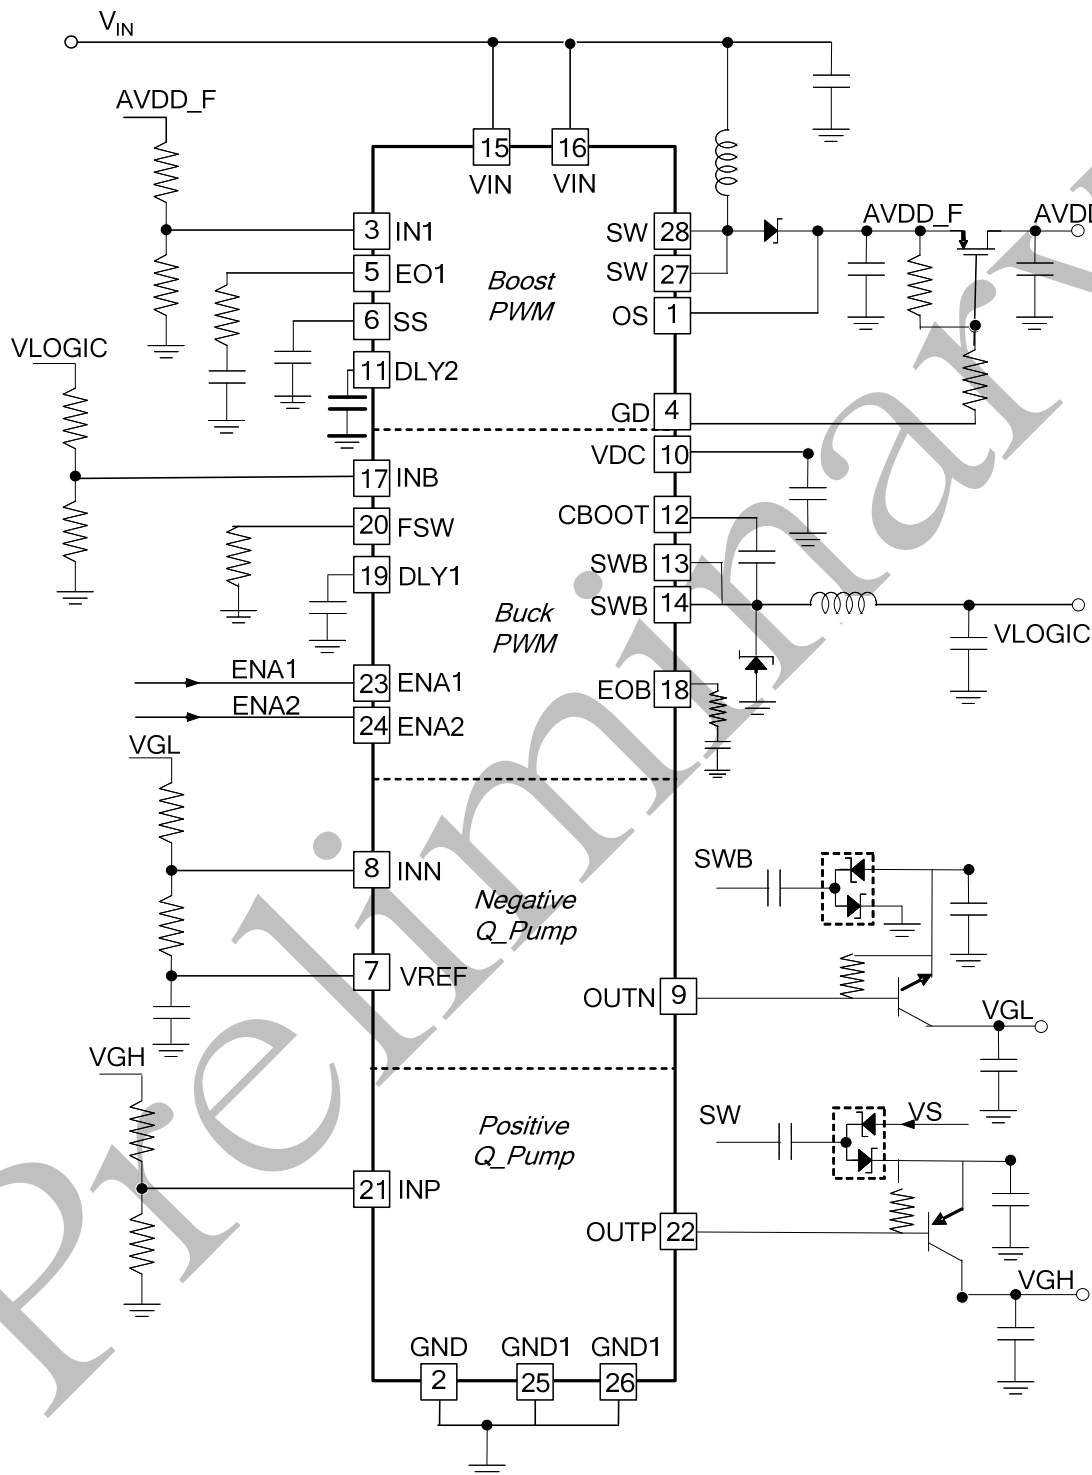 VIN
AVDD_F
15
16
VIN
VIN
3
IN1
5
EO1
6
SS
11
DLY2
VLOGIC
Boost
PWM
SW
28
SW
27
OS
1
GD
4
AVDD_F
AVDD
17
INB
20
FSW
19
DLY1
ENA1
23
ENA1
ENA2
24
ENA2
Buck
PWM
VDC
10
CBOOT
12
SWB
13
SWB
14
EOB
18
VLOGIC
VGL
8
INN
7
VREF
Negative
Q_Pump
OUTN
9
SWB
VGL
VGH
21
INP
Positive
Q_Pump
OUTP
22
SW
VS
VGH
GND
GND1
GND1
2
25
26
Preliminary